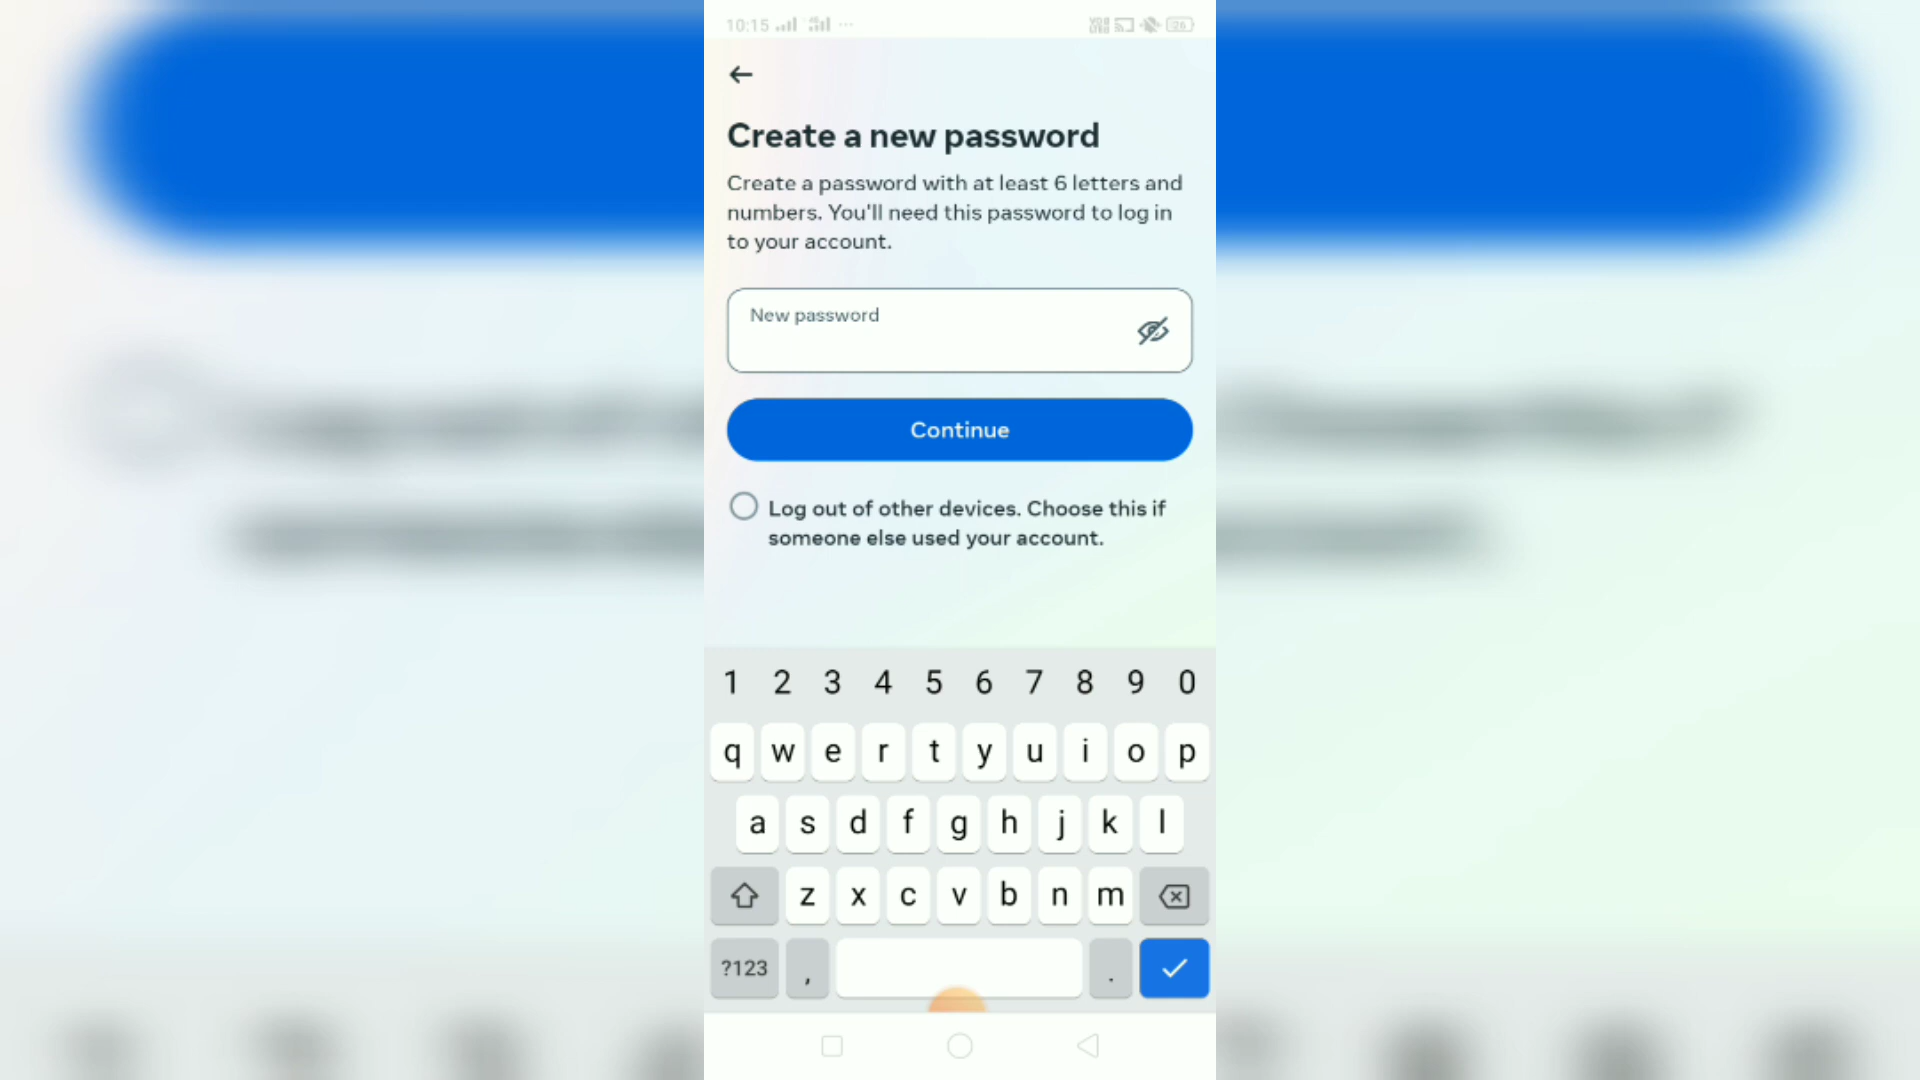 10:15
26
Create a new password
Create a password with at least 6 letters and
numbers. You'll need this password to log in
to your account.
New password
Continue
Log out of other devices. Choose this if
someone else used your account.
1 2 3 4 5 6 7 8 9 0
q w e r t y u i o p
a s d f g h j k l
z x c v b n m
?123 , .